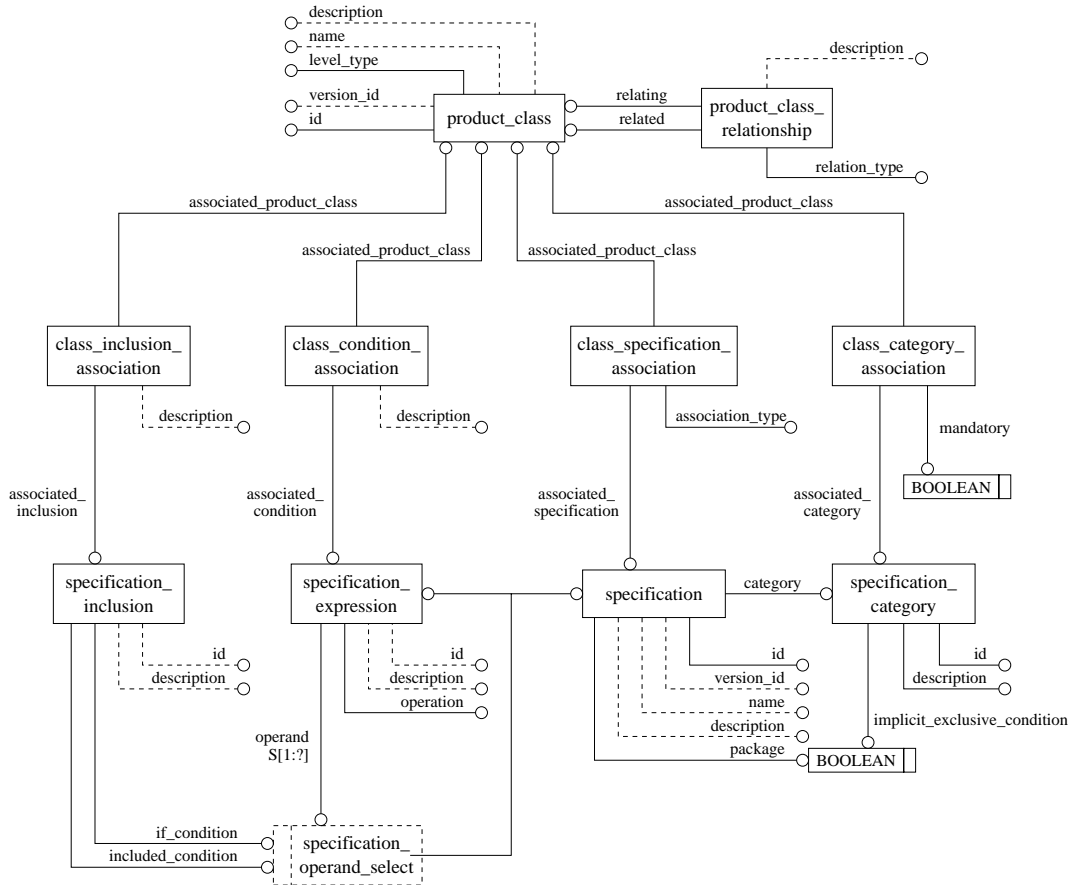 description
name
level_type
version_id
id
product_class
relating
related
description
product_class_
relationship
relation_type
associated_product_class
associated_product_class
associated_product_class
associated_product_class
class_inclusion_
association
class_condition_
association
class_specification_
association
class_category_
association
description
description
association_type
mandatory
BOOLEAN
associated_
inclusion
associated_
condition
associated_
specification
associated_
category
specification_
inclusion
specification_
expression
specification
category
specification_
category
id
description
id
description
operation
id
version_id
name
description
package
id
description
implicit_exclusive_condition
BOOLEAN
operand
S[1:?]
if_condition
included_condition
specification_
operand_select